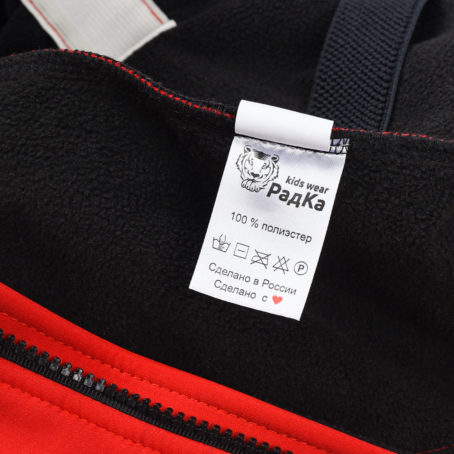 kids wear
РадКа
100 % полиэстер
P
Сделано в России
Сделано с ❤